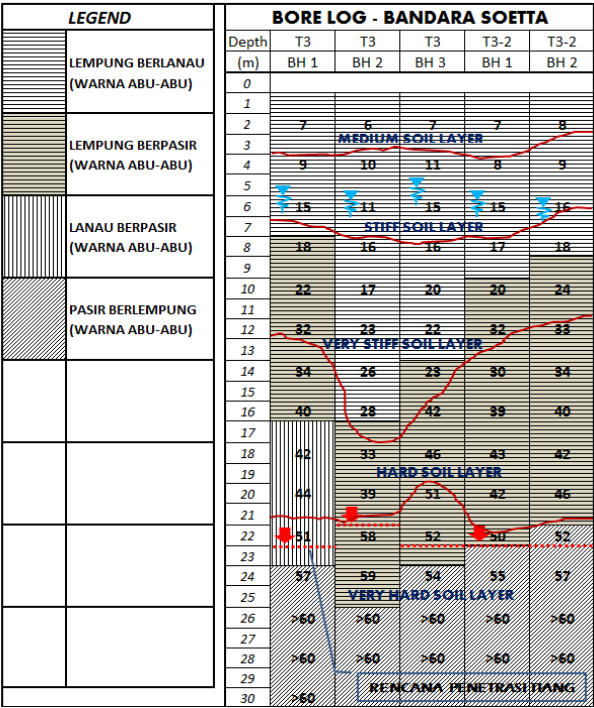 LEGEND
LEMPUNG BERLANAU
(WARNA ABU-ABU)
LEMPUNG BERPASIR
(WARNA ABU-ABU)
LANAU BERPASIR
(WARNA ABU-ABU)
PASIR BERLEMPUNG
(WARNA ABU-ABU)
BORE LOG - BANDARA SOETTA
Depth T3 T3 T3 T3-2 T3-2
(m) BH 1 BH 2 BH 3 BH 1 BH 2
0
1
2 7 6 7 7 8
3 MEDIUM SOIL LAYER
4 9 10 11 8 9
5
6 15 11 15 15 16
7 STIFF SOIL LAYER
8 18 16 16 17 18
9
10 22 17 20 20 24
11
12 32 23 22 32 33
13 VERY STIFF SOIL LAYER
14 34 26 23 30 34
15
16 40 28 42 39 40
17
18 42 33 46 43 42
19 HARD SOIL LAYER
20 44 39 51 42 46
21
22 51 58 52 50 52
23
24 57 59 54 55 57
25 VERY HARD SOIL LAYER
26 >60 >60 >60 >60 >60
27
28 >60 >60 >60 >60 >60
29 RENCANA PENETRASI TIANG
30 >60